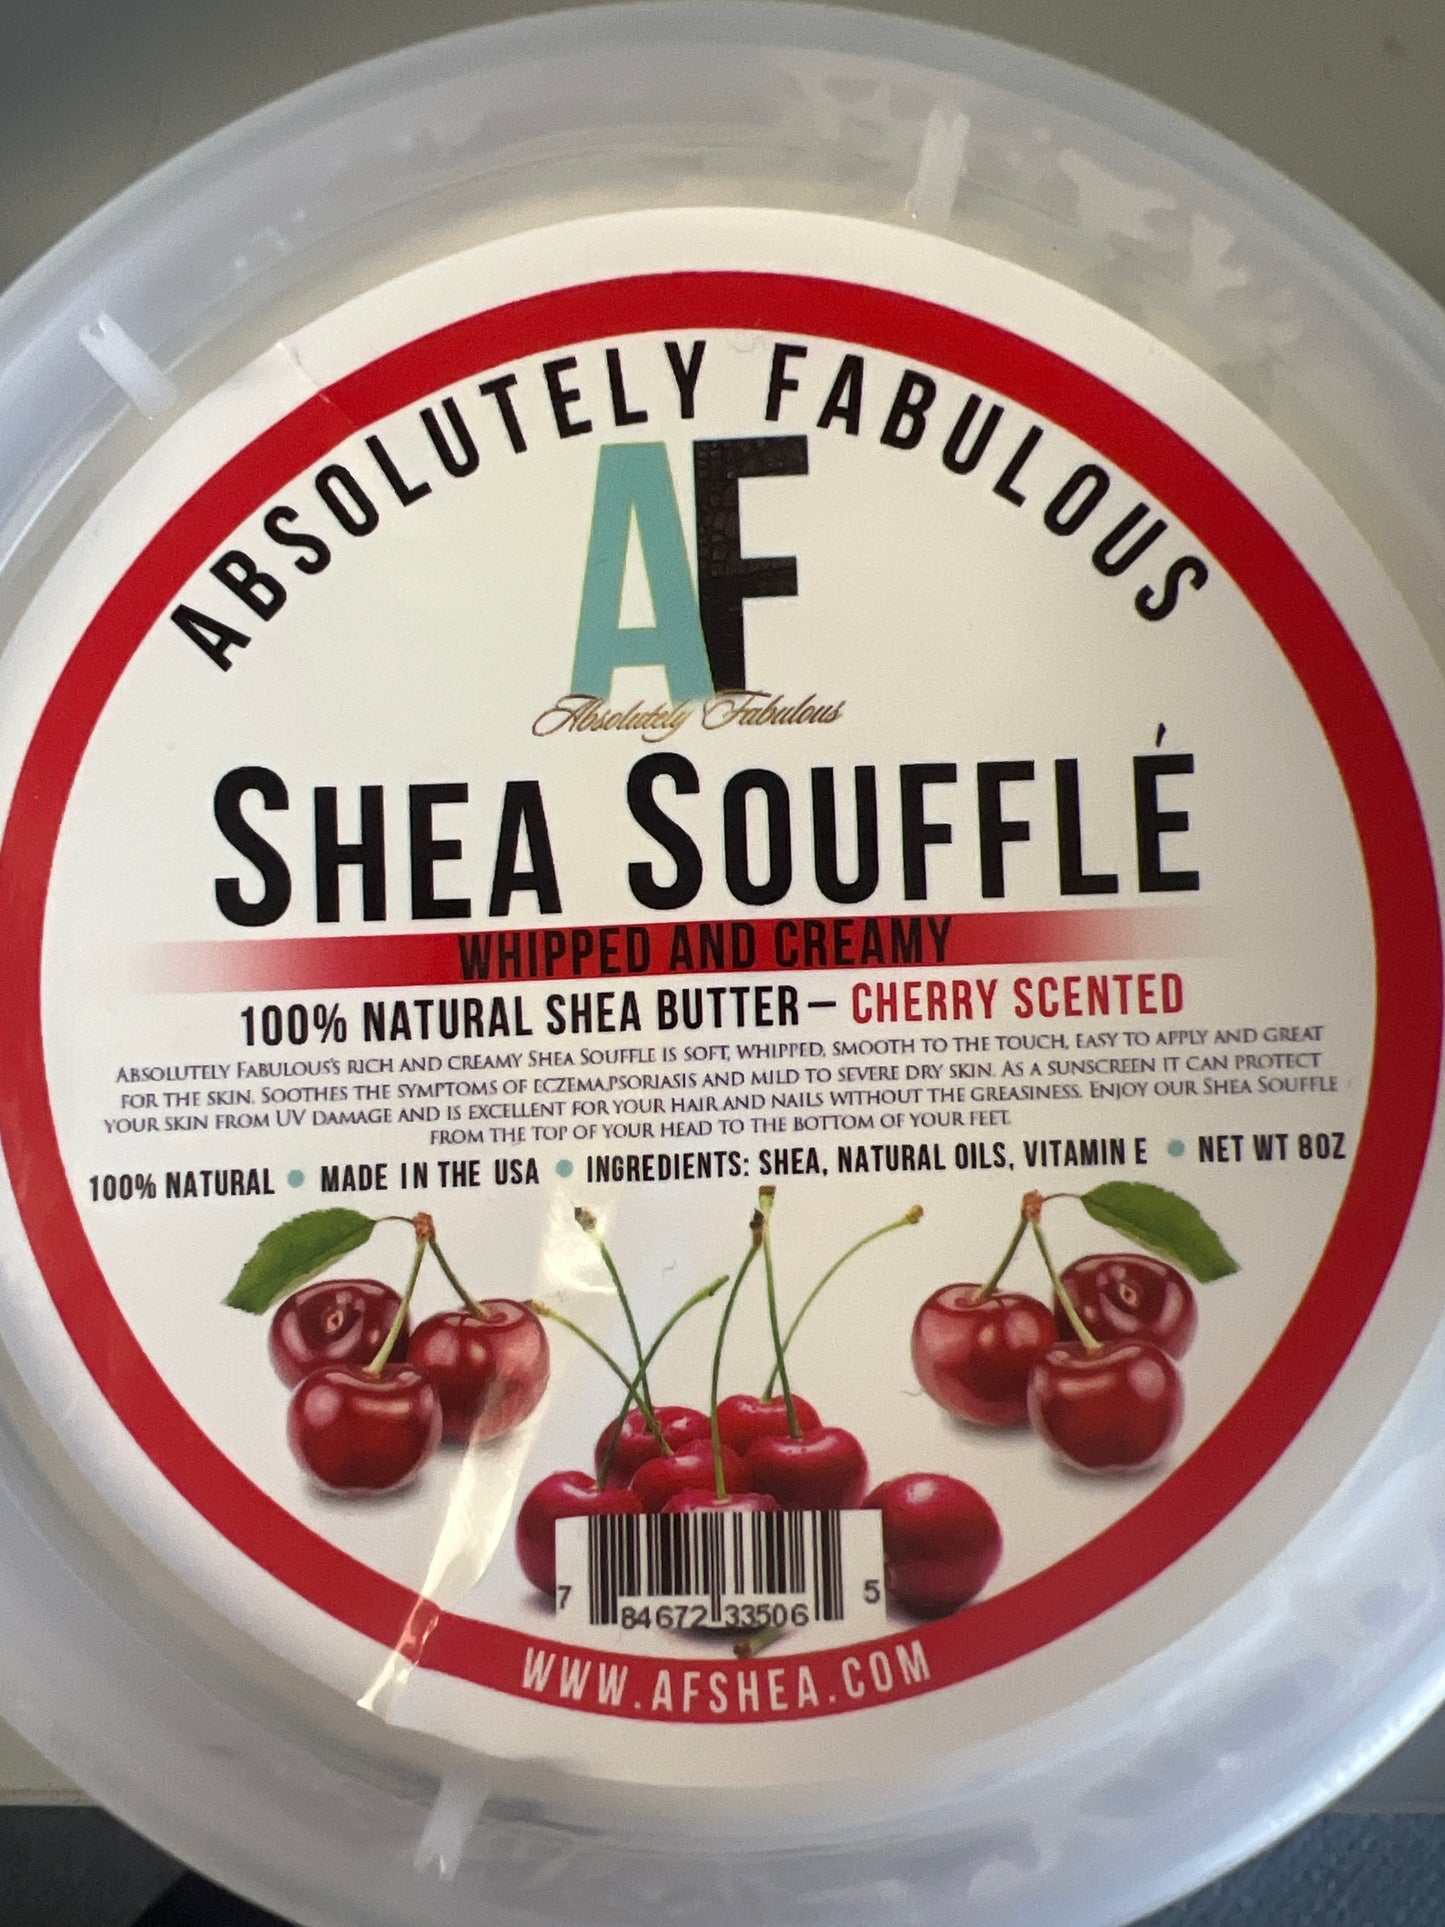 ABSOLUTELY FABULOUS
AF
Absolutely Fabulous
SHEA SOUFFLÉ
WHIPPED AND CREAMY
100% NATURAL SHEA BUTTER – CHERRY SCENTED
ABSOLUTELY FABULOUS'S RICH AND CREAMY SHEA SOUFFLE IS SOFT, WHIPPED, SMOOTH TO THE TOUCH, EASY TO APPLY AND GREAT
FOR THE SKIN. SOOTHES THE SYMPTOMS OF ECZEMA,PSORIASIS AND MILD TO SEVERE DRY SKIN. AS A SUNSCREEN IT CAN PROTECT
YOUR SKIN FROM UV DAMAGE AND IS EXCELLENT FOR YOUR HAIR AND NAILS WITHOUT THE GREASINESS. ENJOY OUR SHEA SOUFFLE
FROM THE TOP OF YOUR HEAD TO THE BOTTOM OF YOUR FEET.
100% NATURAL • MADE IN THE USA • INGREDIENTS: SHEA, NATURAL OILS, VITAMIN E • NET WT 8OZ
7 84672 33506 5
WWW.AFSHEA.COM